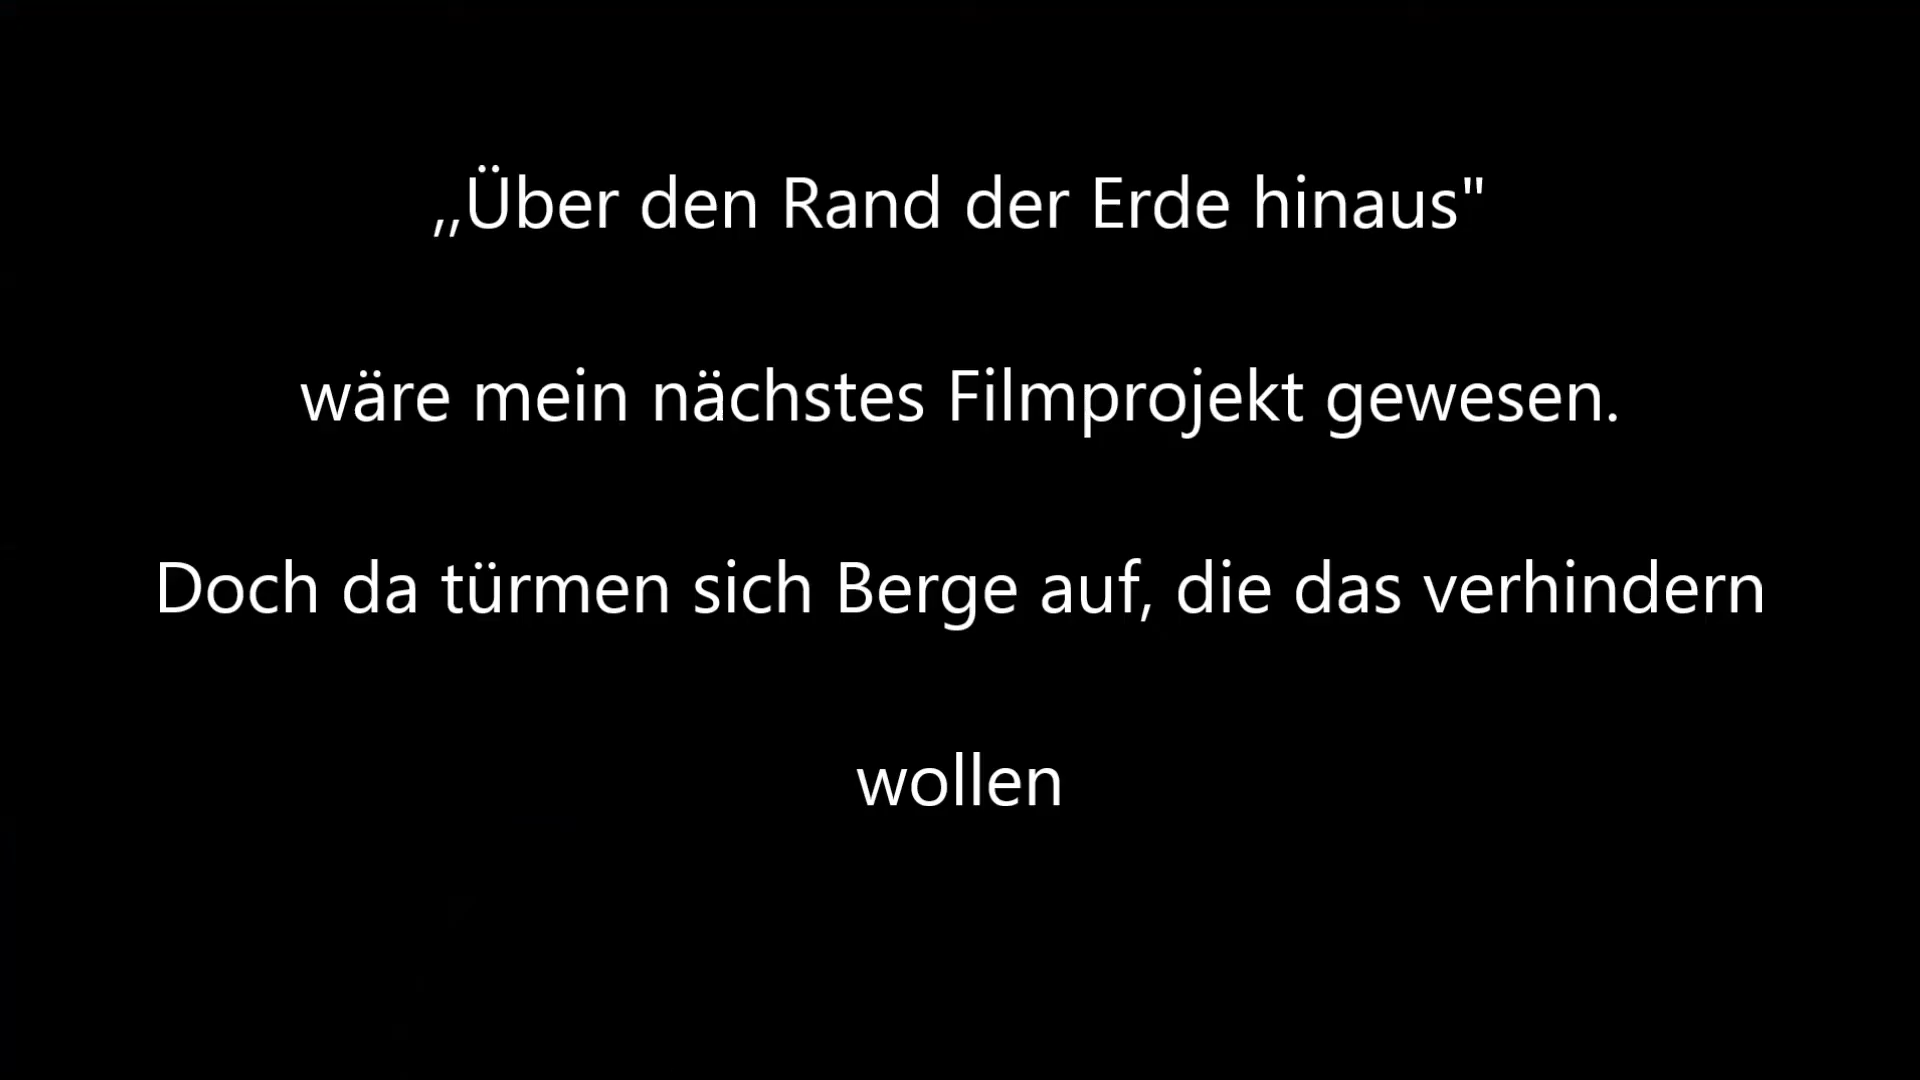 ,,Über den Rand der Erde hinaus"
wäre mein nächstes Filmprojekt gewesen.
Doch da türmen sich Berge auf, die das verhindern
wollen